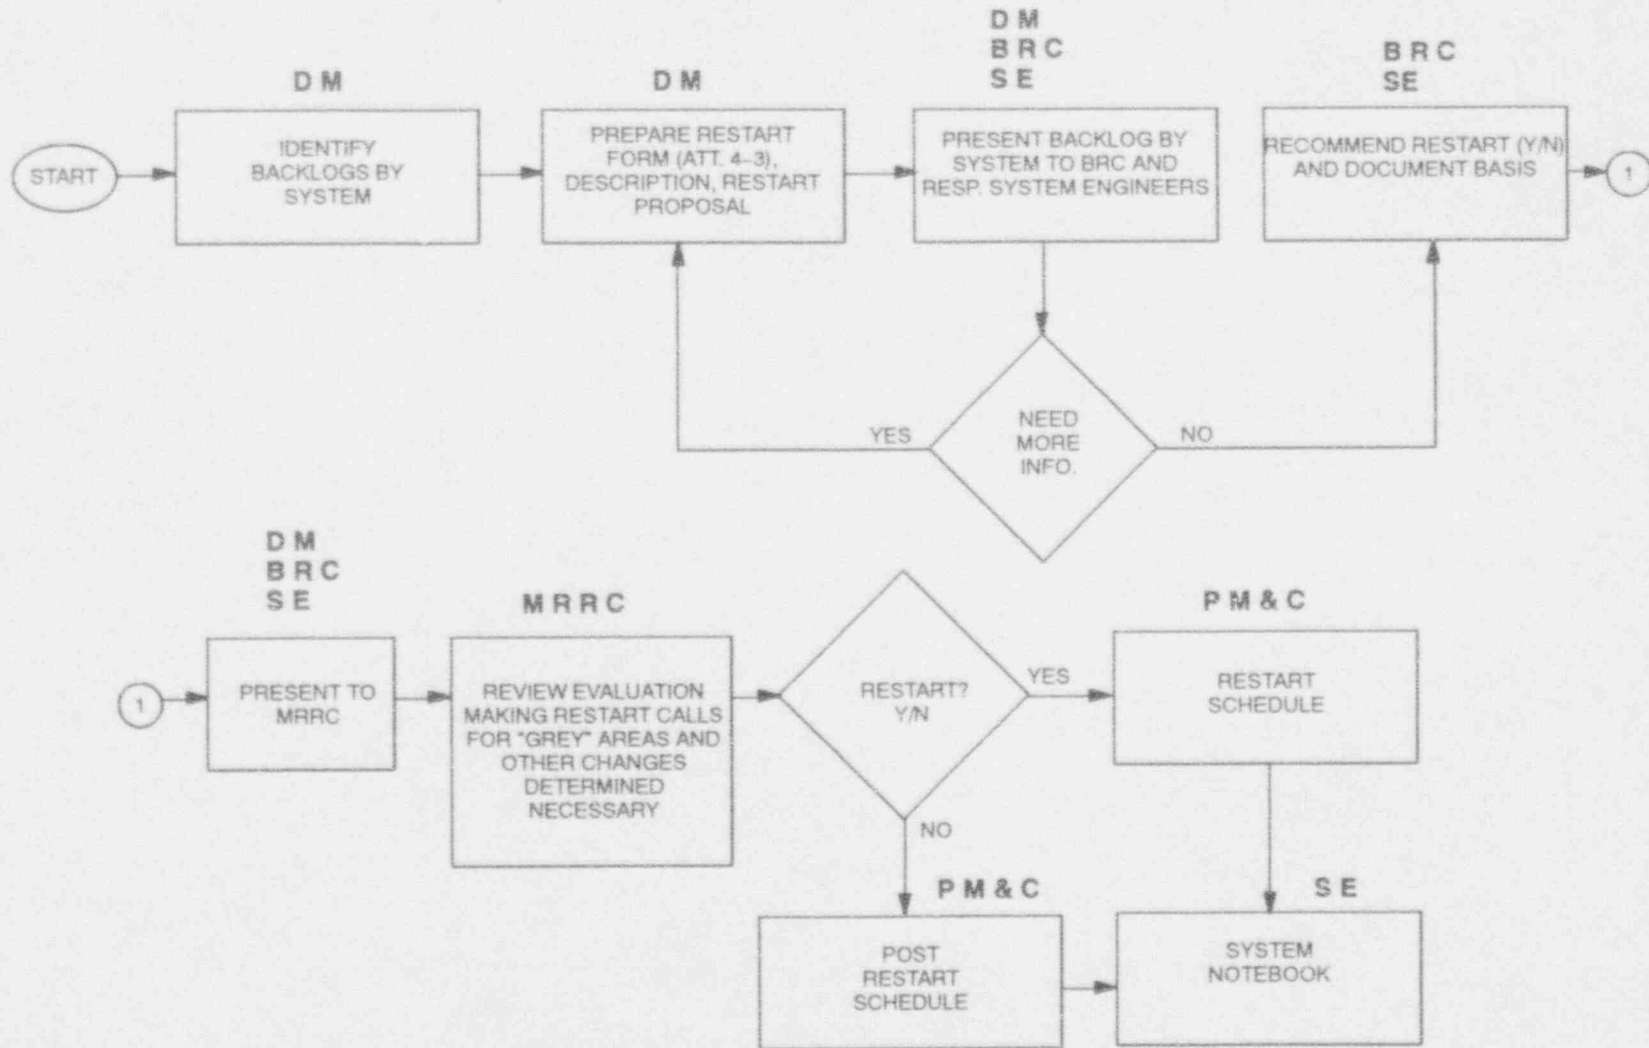 DM
DM
DM
BRC
SE
BRC
SE
START
IDENTIFY
BACKLOGS BY
SYSTEM
PREPARE RESTART
FORM (ATT. 4-3),
DESCRIPTION, RESTART
PROPOSAL
PRESENT BACKLOG BY
SYSTEM TO BRC AND
RESP. SYSTEM ENGINEERS
RECOMMEND RESTART (Y/N)
AND DOCUMENT BASIS
1
YES
NEED
MORE
INFO.
NO
DM
BRC
SE
MRRC
PM&C
1
PRESENT TO
MRRC
REVIEW EVALUATION
MAKING RESTART CALLS
FOR "GREY" AREAS AND
OTHER CHANGES
DETERMINED
NECESSARY
RESTART?
Y/N
YES
RESTART
SCHEDULE
NO
PM&C
SE
POST
RESTART
SCHEDULE
SYSTEM
NOTEBOOK